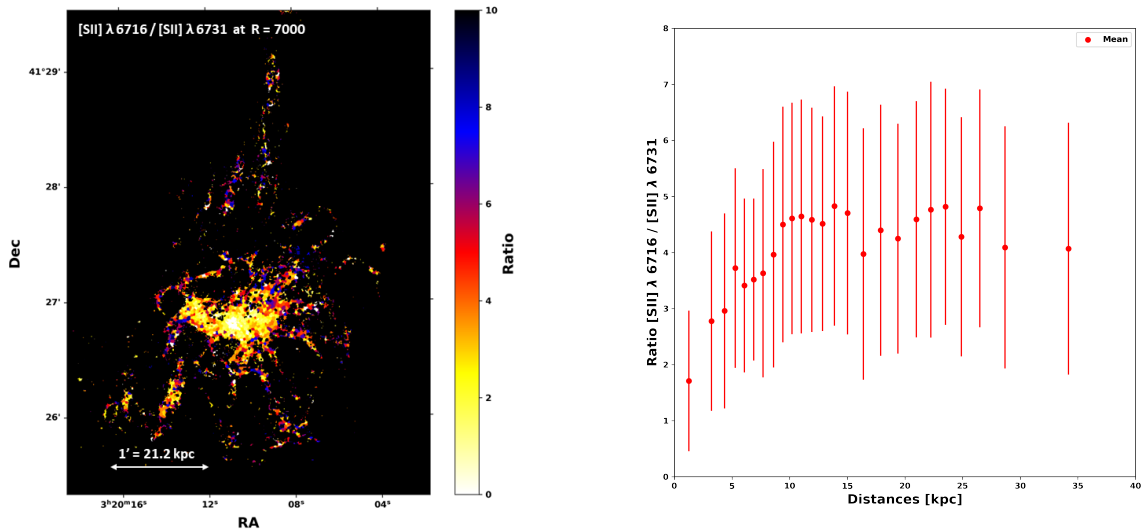 [SII] λ 6716 / [SII] λ 6731 at R = 7000
41°29'
28'
27'
26'
Dec
1’ = 21.2 kpc
3ʰ20ᵐ16ˢ
12ˢ
08ˢ
04ˢ
RA
10
8
6
4
2
0
Ratio
Mean
8
7
6
5
4
3
2
1
0
Ratio [SII] λ 6716 / [SII] λ 6731
0
5
10
15
20
25
30
35
40
Distances [kpc]